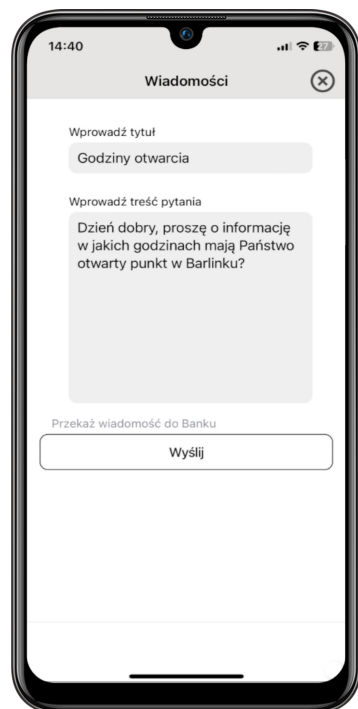 14:40
27
Wiadomości
Wprowadź tytuł
Godziny otwarcia
Wprowadź treść pytania
Dzień dobry, proszę o informację
w jakich godzinach mają Państwo
otwarty punkt w Barlinku?
Przekaż wiadomość do Banku
Wyślij